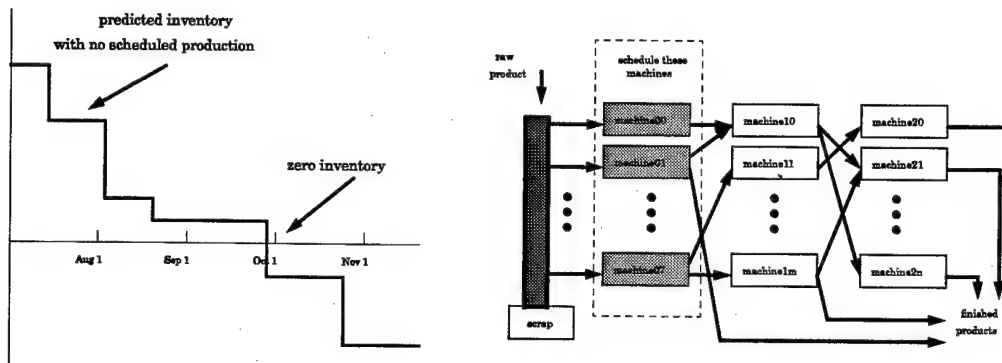 predicted inventory
with no scheduled production
zero inventory
Aug 1
Sep 1
Oct 1
Nov 1
raw
product
schedule these
machines
machine00
machine10
machine20
machine01
machine11
machine21
machine07
machine1m
machine2n
scrap
finished
products